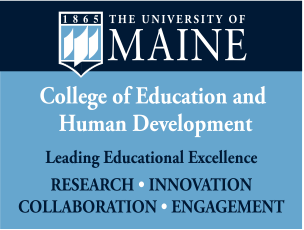 1865
THE UNIVERSITY OF
MAINE
College of Education and
Human Development
Leading Educational Excellence
RESEARCH • INNOVATION
COLLABORATION • ENGAGEMENT